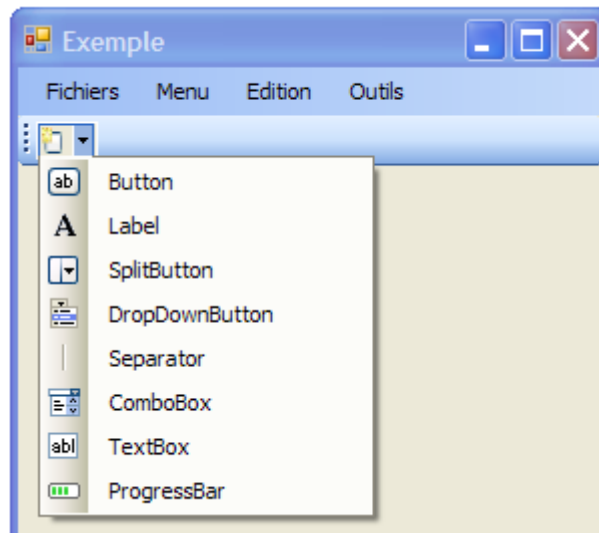 Exemple
Fichiers Menu Edition Outils
ab Button
A Label
SplitButton
DropDownButton
Separator
ComboBox
abl TextBox
ProgressBar